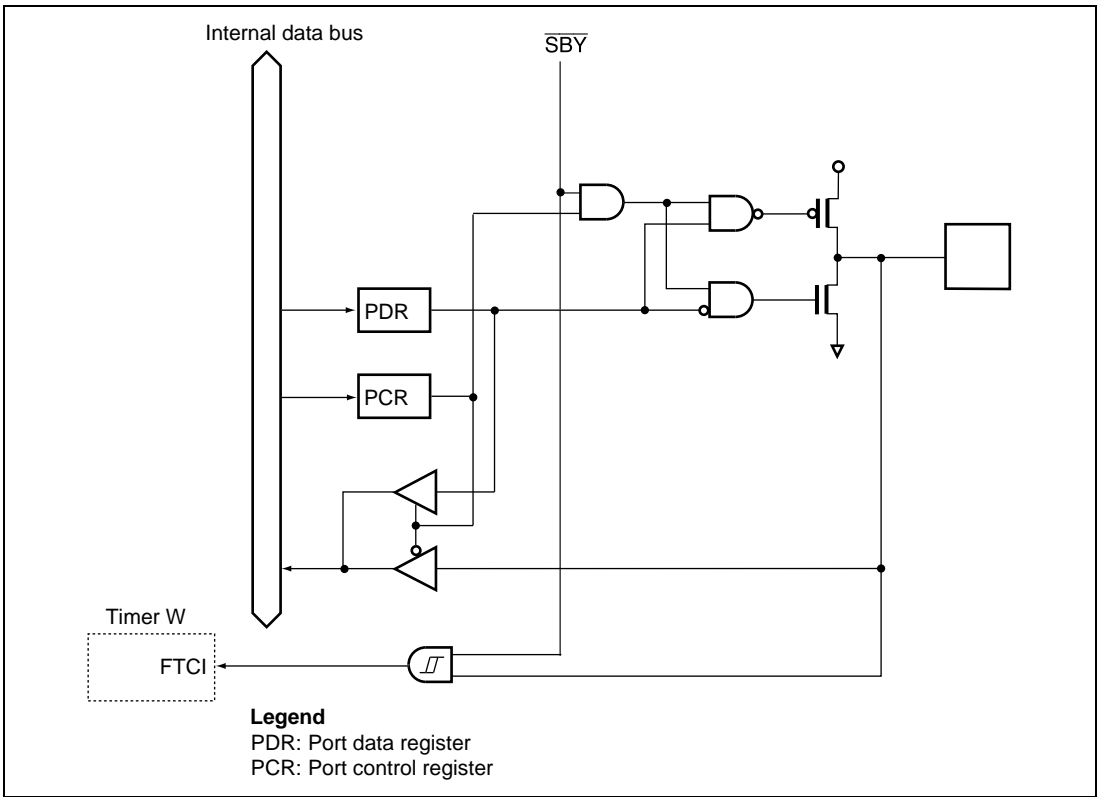 Internal data bus
SBY
PDR
PCR
Timer W
FTCI
Legend
PDR: Port data register
PCR: Port control register